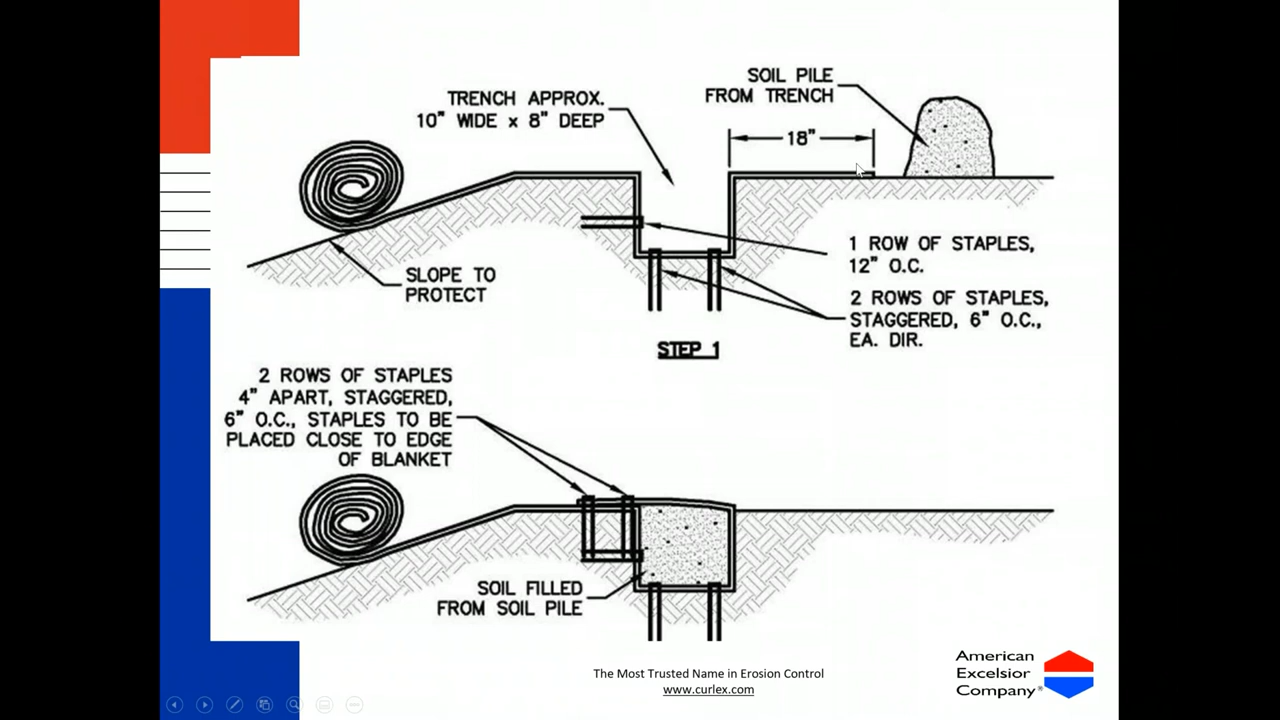 SOIL PILE
FROM TRENCH
TRENCH APPROX.
10" WIDE x 8" DEEP
18"
1 ROW OF STAPLES,
12" O.C.
SLOPE TO
PROTECT
2 ROWS OF STAPLES,
STAGGERED, 6" O.C.,
EA. DIR.
STEP 1
2 ROWS OF STAPLES
4" APART, STAGGERED,
6" O.C., STAPLES TO BE
PLACED CLOSE TO EDGE
OF BLANKET
SOIL FILLED
FROM SOIL PILE
The Most Trusted Name in Erosion Control
www.curlex.com
American
Excelsior
Company®